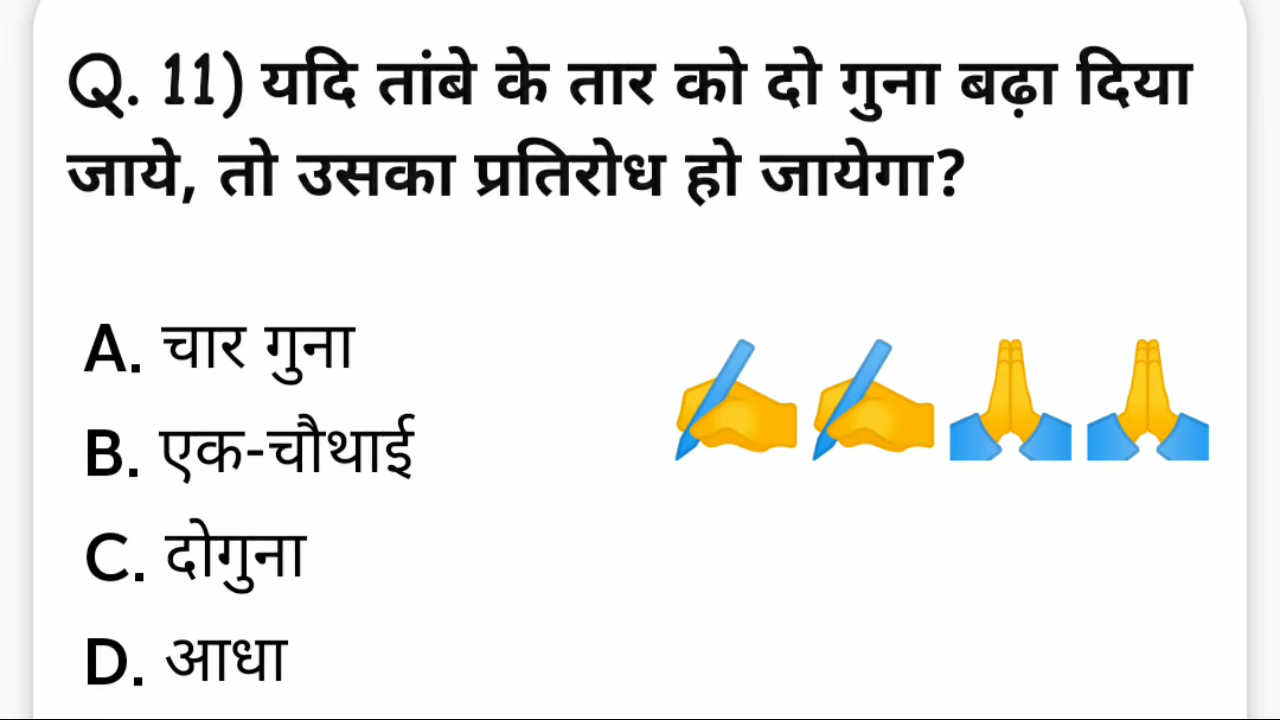 Q. 11) यदि तांबे के तार को दो गुना बढ़ा दिया
जाये, तो उसका प्रतिरोध हो जायेगा?
A. चार गुना
B. एक-चौथाई
C. दोगुना
D. आधा